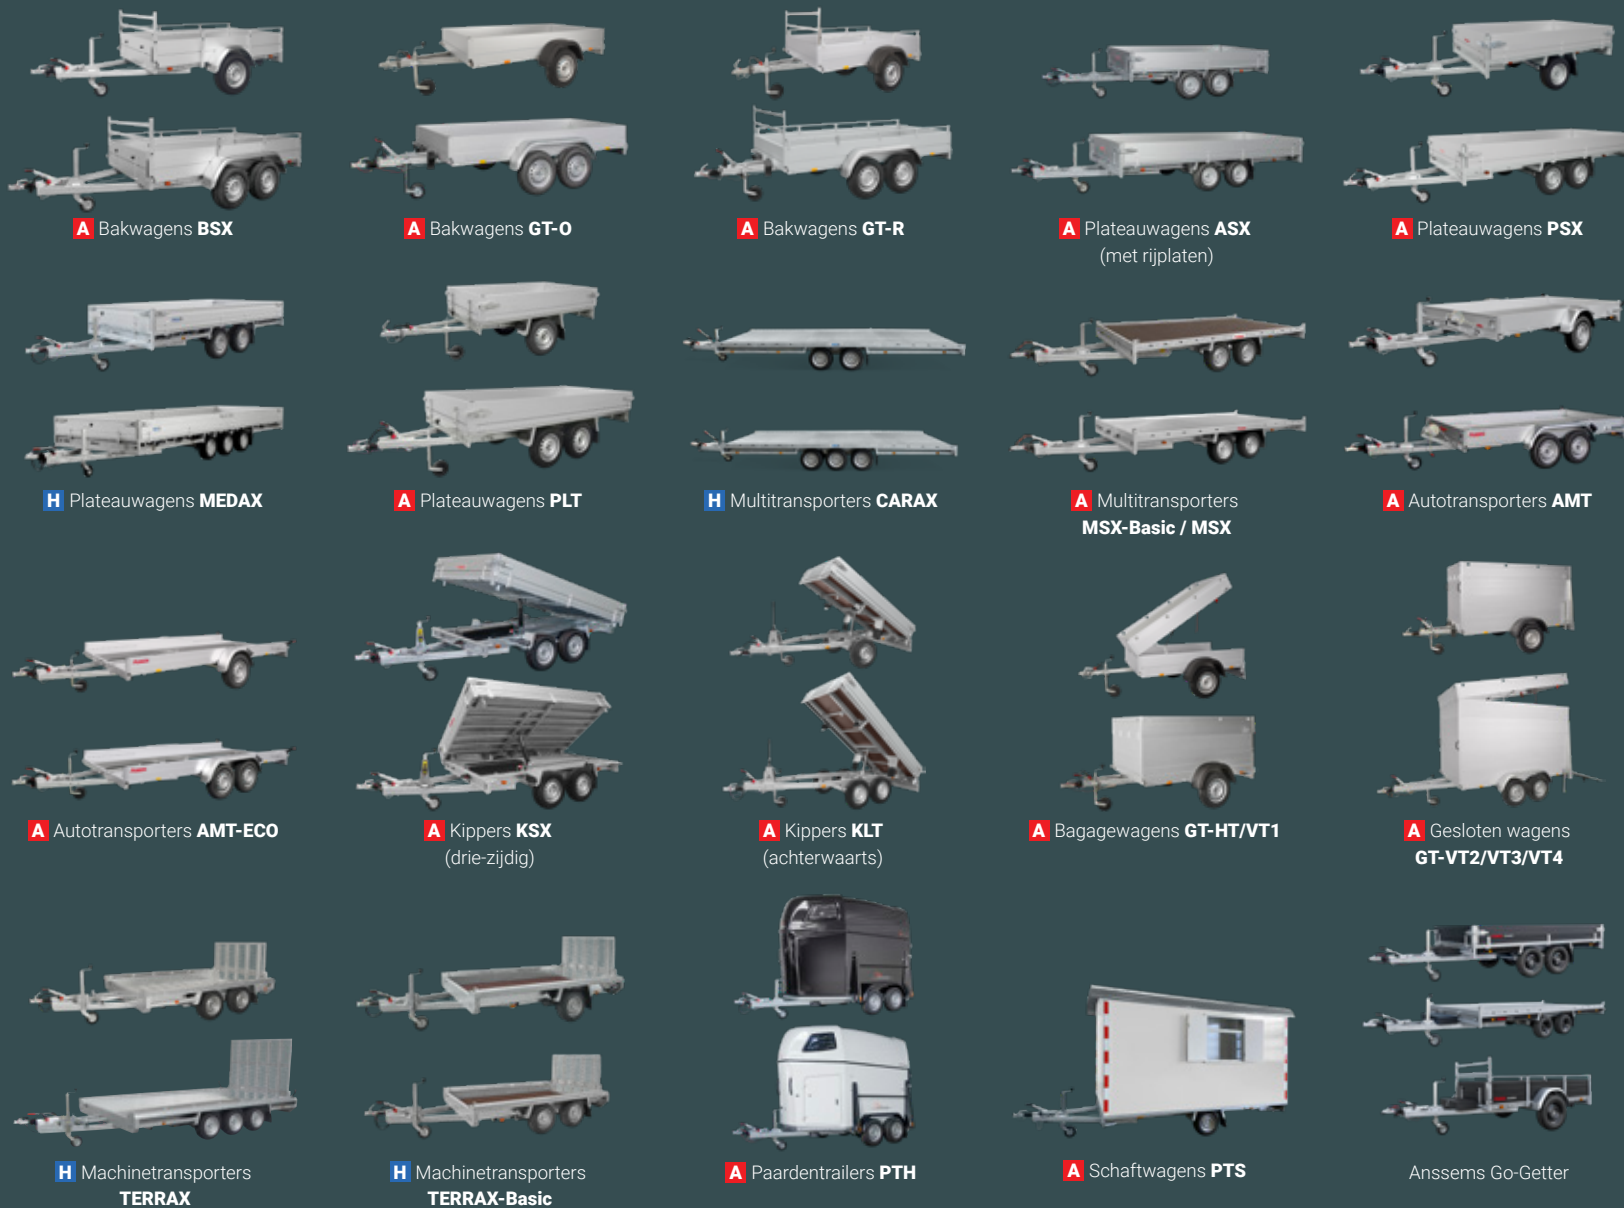 A Bakwagens BSX
A Bakwagens GT-O
A Bakwagens GT-R
A Plateauwagens ASX
(met rijplaten)
A Plateauwagens PSX
H Plateauwagens MEDAX
A Plateauwagens PLT
H Multitransporters CARAX
A Multitransporters
MSX-Basic / MSX
A Autotransporters AMT
A Autotransporters AMT-ECO
A Kippers KSX
(drie-zijdig)
A Kippers KLT
(achterwaarts)
A Bagagewagens GT-HT/VT1
A Gesloten wagens
GT-VT2/VT3/VT4
H Machinetransporters
TERRAX
H Machinetransporters
TERRAX-Basic
A Paardentrailers PTH
A Schaftwagens PTS
Anssems Go-Getter